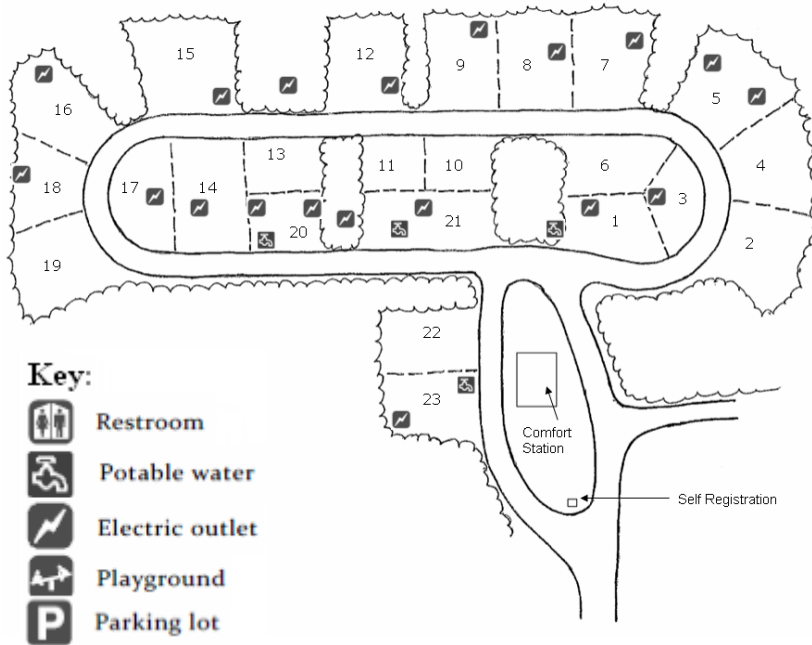 15
12
9
8
7
5
16
13
11
10
6
4
17
14
18
3
20
21
1
19
2
22
23
Key:
Restroom
Potable water
Electric outlet
Playground
P Parking lot
Comfort
Station
Self Registration